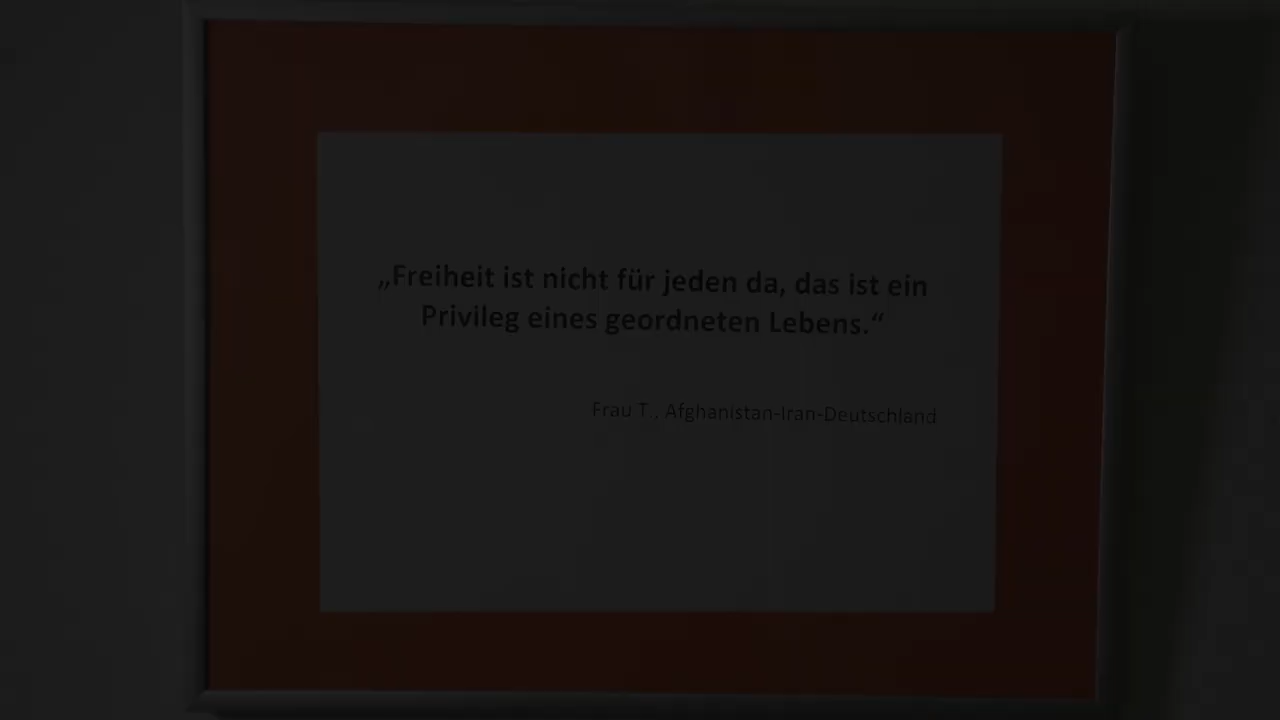 „Freiheit ist nicht für jeden da, das ist ein
Privileg eines geordneten Lebens.“
Frau T., Afghanistan-Iran-Deutschland